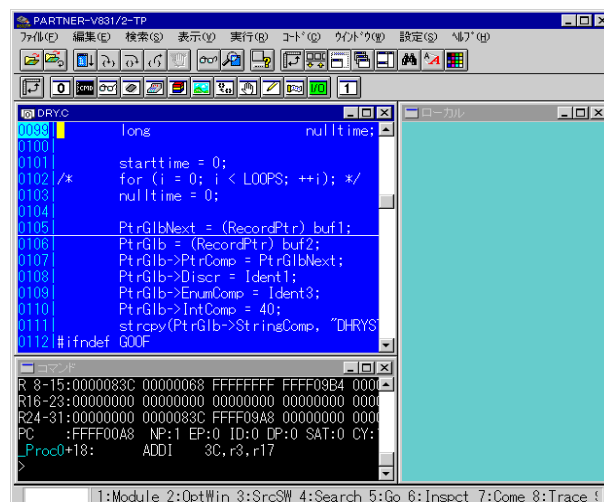 PARTNER-V831/2-TP
ファイル(F) 編集(E) 検索(S) 表示(V) 実行(R) コード(C) ウインドウ(W) 設定(S) ヘルプ(H)
0 CMD I/O 1
DRY.C
0099| long nulltime;
0100|
0101| starttime = 0;
0102|/* for (i = 0; i < LOOPS; ++i); */
0103| nulltime = 0;
0104|
0105| PtrGlbNext = (RecordPtr) buf1;
0106| PtrGlb = (RecordPtr) buf2;
0107| PtrGlb->PtrComp = PtrGlbNext;
0108| PtrGlb->Discr = Ident1;
0109| PtrGlb->EnumComp = Ident3;
0110| PtrGlb->IntComp = 40;
0111| strcpy(PtrGlb->StringComp, "DHRYS
0112|#ifndef GOOF
ローカル
コマンド
R 8-15:0000083C 00000068 FFFFFFFF FFFF09B4 000
R16-23:00000000 00000000 00000000 00000000 000
R24-31:00000000 0000083C FFFF09A8 00000000 000
PC :FFFF00A8 NP:1 EP:0 ID:0 DP:0 SAT:0 CY:
_Proc0+18: ADDI 3C,r3,r17
>
1:Module 2:OptWin 3:SrcSW 4:Search 5:Go 6:Inspct 7:Come 8:Trace